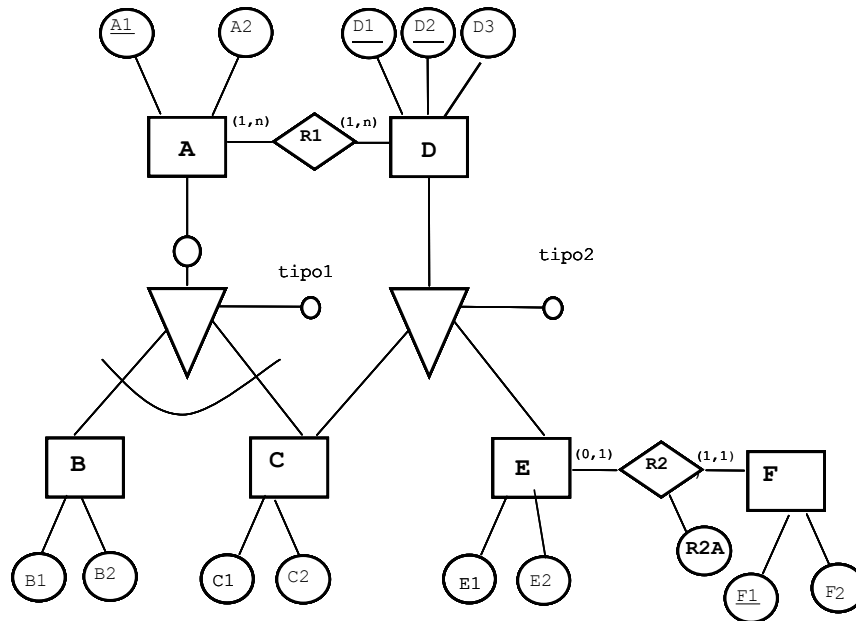 A1
A2
D1
D2
D3
(1,n)
R1
(1,n)
A
D
tipo1
tipo2
B
C
E
(0,1)
R2
(1,1)
F
R2A
B1
B2
C1
C2
E1
E2
F1
F2